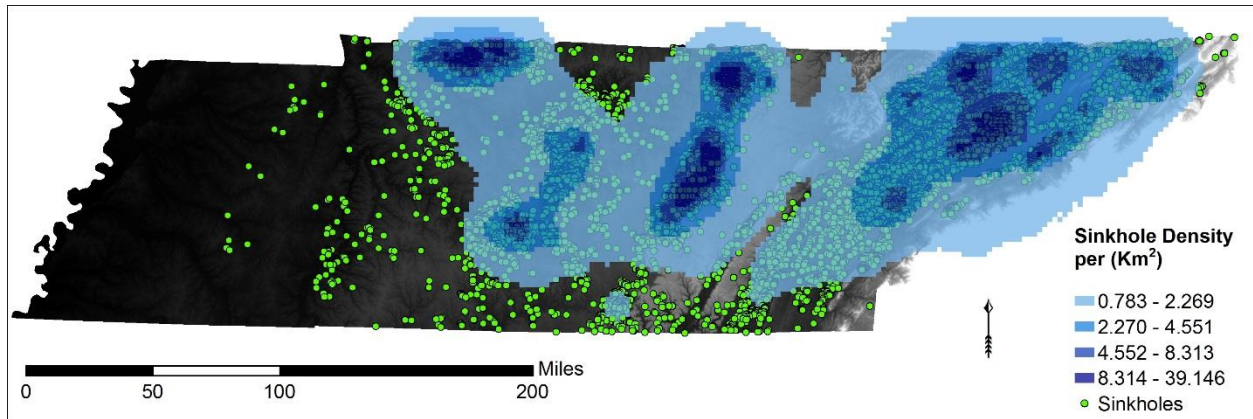 Sinkhole Density
per (Km²)
0.783 - 2.269
2.270 - 4.551
4.552 - 8.313
8.314 - 39.146
Sinkholes
Miles
0 50 100 200